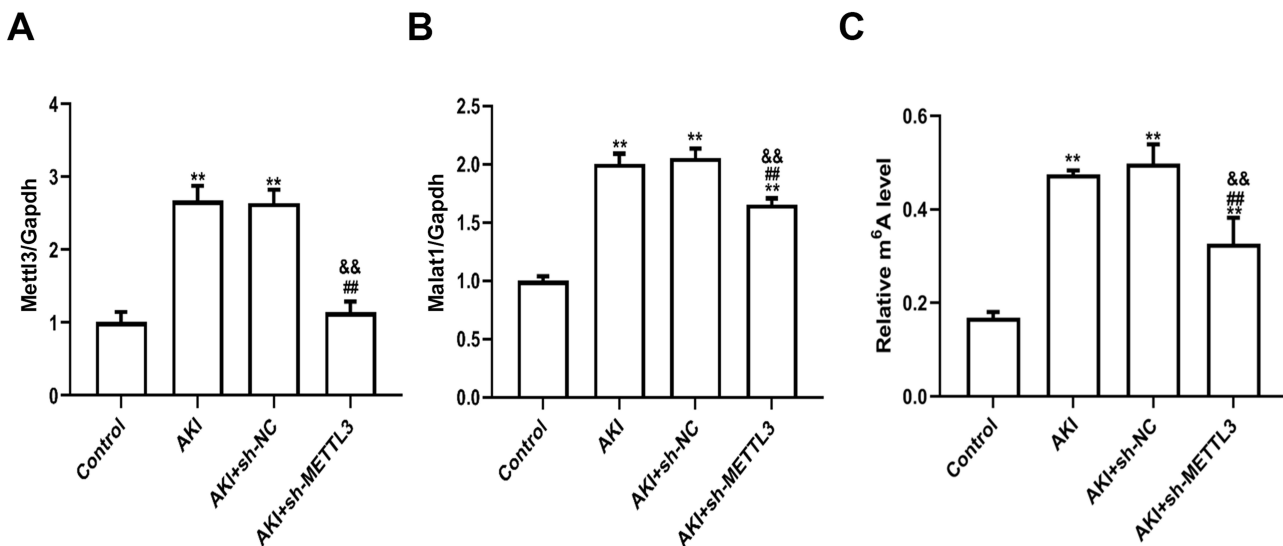 A
Mettl3/Gapdh
4
3
2
1
0
**
**
&&
##
Control
AKI
AKI+sh-NC
AKI+sh-METTL3
B
Malat1/Gapdh
2.5
2.0
1.5
1.0
0.5
0.0
**
**
&&
##
**
Control
AKI
AKI+sh-NC
AKI+sh-METTL3
C
Relative m⁶A level
0.6
0.4
0.2
0.0
**
**
&&
##
**
Control
AKI
AKI+sh-NC
AKI+sh-METTL3